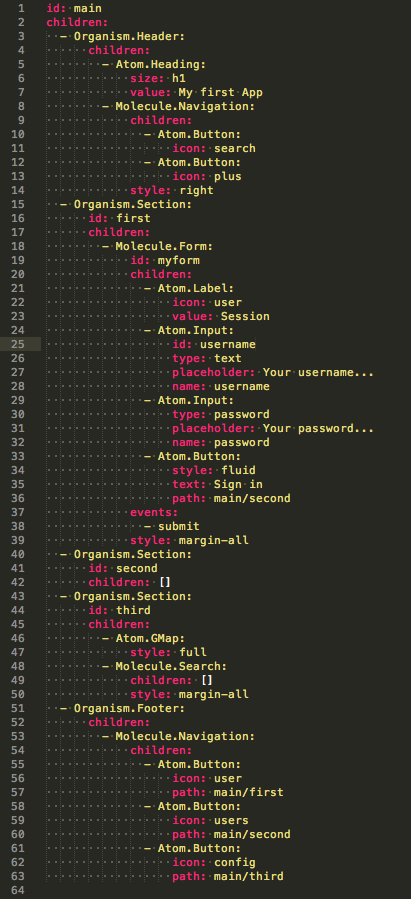 1 id: main
2 children:
3   - Organism.Header:
4       children:
5         - Atom.Heading:
6             size: h1
7             value: My first App
8         - Molecule.Navigation:
9             children:
10               - Atom.Button:
11                   icon: search
12               - Atom.Button:
13                   icon: plus
14             style: right
15   - Organism.Section:
16       id: first
17       children:
18         - Molecule.Form:
19             id: myform
20             children:
21               - Atom.Label:
22                   icon: user
23                   value: Session
24               - Atom.Input:
25                   id: username
26                   type: text
27                   placeholder: Your username...
28                   name: username
29               - Atom.Input:
30                   type: password
31                   placeholder: Your password...
32                   name: password
33               - Atom.Button:
34                   style: fluid
35                   text: Sign in
36                   path: main/second
37             events:
38               - submit
39             style: margin-all
40   - Organism.Section:
41       id: second
42       children: []
43   - Organism.Section:
44       id: third
45       children:
46         - Atom.GMap:
47             style: full
48         - Molecule.Search:
49             children: []
50             style: margin-all
51   - Organism.Footer:
52       children:
53         - Molecule.Navigation:
54             children:
55               - Atom.Button:
56                   icon: user
57                   path: main/first
58               - Atom.Button:
59                   icon: users
60                   path: main/second
61               - Atom.Button:
62                   icon: config
63                   path: main/third
64